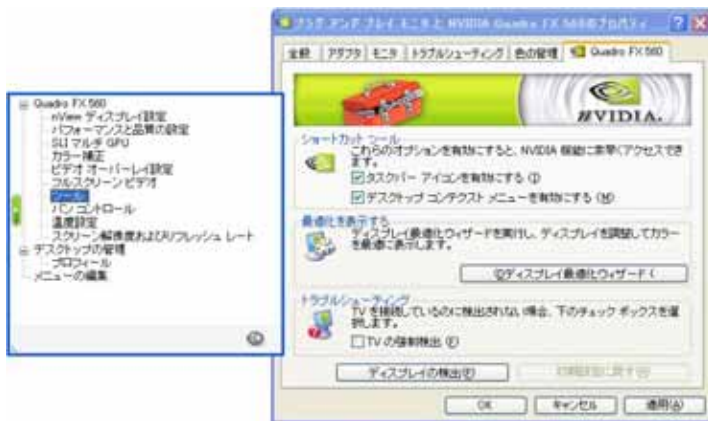 Quadro FX 560
nView ディスプレイ設定
パフォーマンスと品質の設定
SLI マルチ GPU
カラー補正
ビデオ オーバーレイ設定
フルスクリーン ビデオ
ツール
パン コントロール
温度設定
スクリーン解像度およびリフレッシュ レート
デスクトップの管理
プロフィール
メニューの編集
プラグ アンド プレイ モニタ と NVIDIA Quadro FX 560のプロパティ
全般
アダプタ
モニタ
トラブルシューティング
色の管理
Quadro FX 560
NVIDIA.
ショートカット ツール
これらのオプションを有効にすると、NVIDIA 機能に素早くアクセスでき
ます。
タスクバー アイコンを有効にする (I)
デスクトップ コンテクスト メニューを有効にする (M)
最適化を表示する
ディスプレイ最適化ウィザードを実行し、ディスプレイを調整してカラー
を最適に表示します。
ディスプレイ最適化ウィザード (
トラブルシューティング
TV を接続しているのに検出されない場合、下のチェック ボックスを選
択します。
TV の強制検出 (F)
ディスプレイの検出(E)
初期設定に戻す(R)
OK
キャンセル
適用(A)